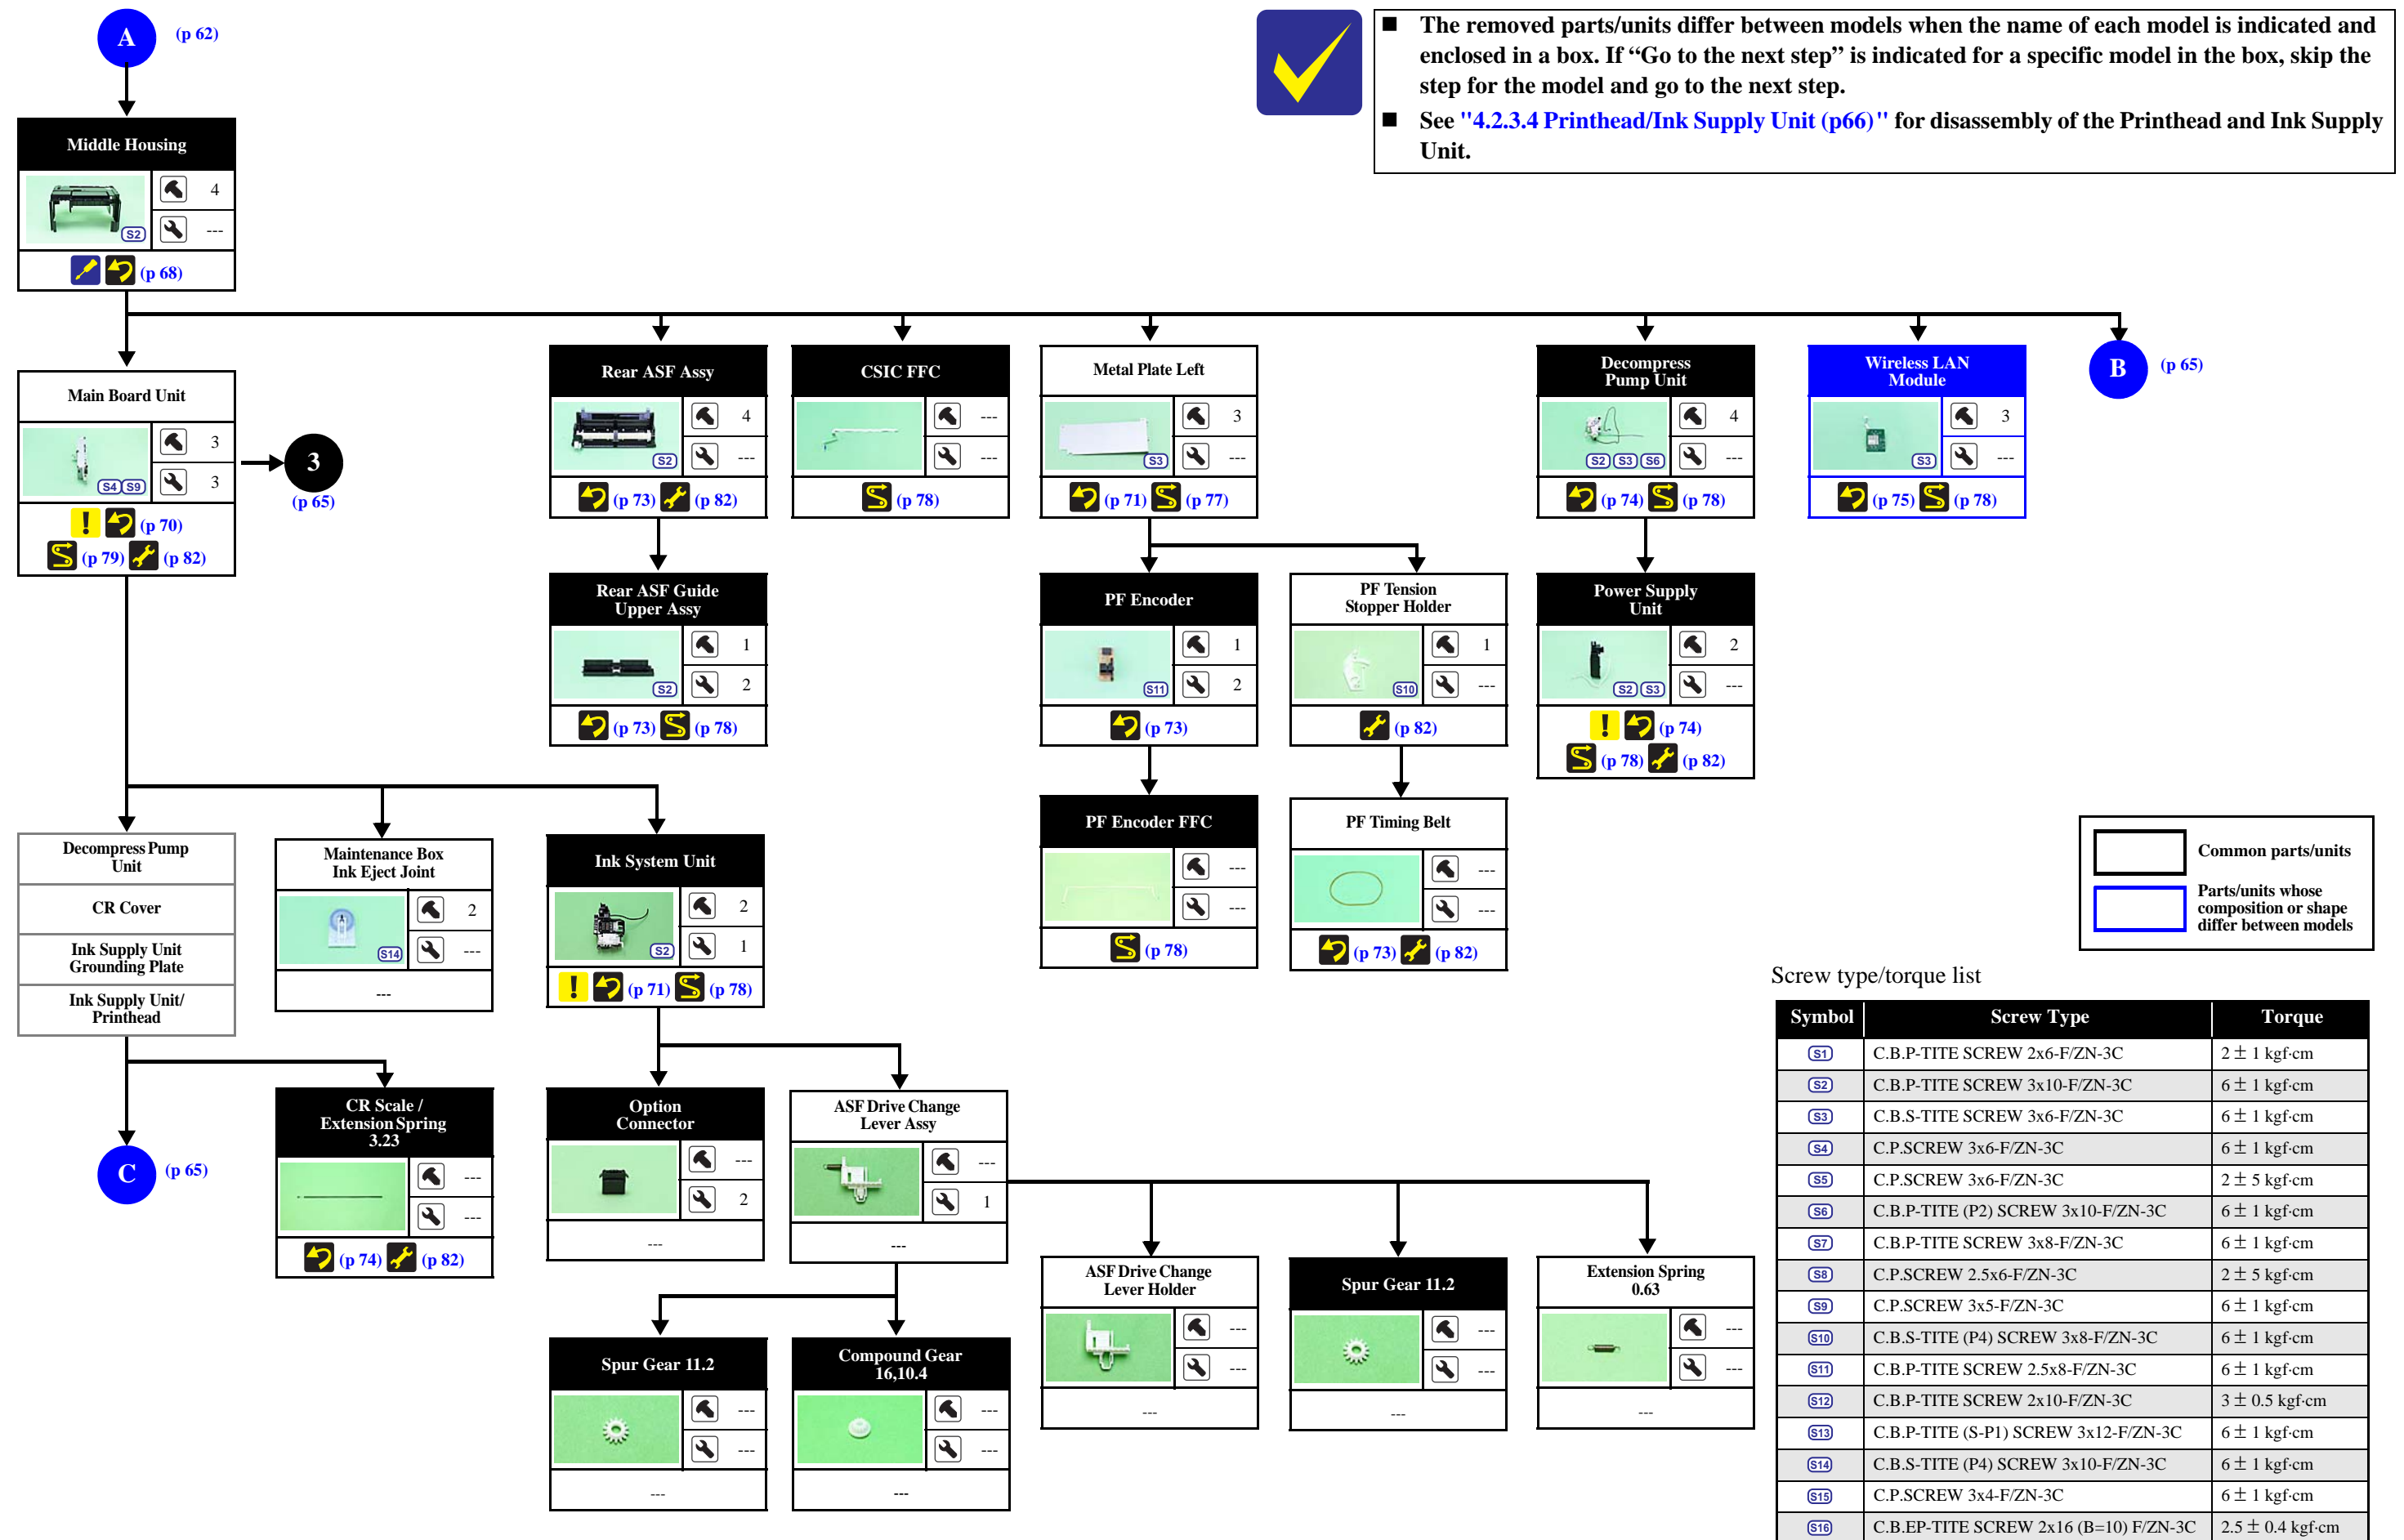 A (p 62)
■ The removed parts/units differ between models when the name of each model is indicated and
enclosed in a box. If “Go to the next step” is indicated for a specific model in the box, skip the
step for the model and go to the next step.
■ See "4.2.3.4 Printhead/Ink Supply Unit (p66)" for disassembly of the Printhead and Ink Supply
Unit.
Middle Housing
4
S2
---
(p 68)
Main Board Unit
3
S4 S9
3
! (p 70)
(p 79) (p 82)
3
(p 65)
Rear ASF Assy
4
S2
---
(p 73) (p 82)
CSIC FFC
---
---
(p 78)
Metal Plate Left
3
S3
---
(p 71) (p 77)
Decompress
Pump Unit
4
S2 S3 S6
---
(p 74) (p 78)
Wireless LAN
Module
3
S3
---
(p 75) (p 78)
B (p 65)
Rear ASF Guide
Upper Assy
1
S2
2
(p 73) (p 78)
PF Encoder
1
S11
2
(p 73)
PF Tension
Stopper Holder
1
S10
---
(p 82)
Power Supply
Unit
2
S2 S3
---
! (p 74)
(p 78) (p 82)
PF Encoder FFC
---
---
(p 78)
PF Timing Belt
---
---
(p 73) (p 82)
Decompress Pump
Unit
CR Cover
Ink Supply Unit
Grounding Plate
Ink Supply Unit/
Printhead
Maintenance Box
Ink Eject Joint
2
S14
---
---
Ink System Unit
2
S2
1
! (p 71) (p 78)
C (p 65)
CR Scale /
Extension Spring
3.23
---
---
(p 74) (p 82)
Option
Connector
---
2
---
ASF Drive Change
Lever Assy
---
1
---
Spur Gear 11.2
---
---
---
Compound Gear
16,10.4
---
---
---
ASF Drive Change
Lever Holder
---
---
---
Spur Gear 11.2
---
---
---
Extension Spring
0.63
---
---
---
Common parts/units
Parts/units whose
composition or shape
differ between models
Screw type/torque list
Symbol Screw Type Torque
S1 C.B.P-TITE SCREW 2x6-F/ZN-3C 2 ± 1 kgf·cm
S2 C.B.P-TITE SCREW 3x10-F/ZN-3C 6 ± 1 kgf·cm
S3 C.B.S-TITE SCREW 3x6-F/ZN-3C 6 ± 1 kgf·cm
S4 C.P.SCREW 3x6-F/ZN-3C 6 ± 1 kgf·cm
S5 C.P.SCREW 3x6-F/ZN-3C 2 ± 5 kgf·cm
S6 C.B.P-TITE (P2) SCREW 3x10-F/ZN-3C 6 ± 1 kgf·cm
S7 C.B.P-TITE SCREW 3x8-F/ZN-3C 6 ± 1 kgf·cm
S8 C.P.SCREW 2.5x6-F/ZN-3C 2 ± 5 kgf·cm
S9 C.P.SCREW 3x5-F/ZN-3C 6 ± 1 kgf·cm
S10 C.B.S-TITE (P4) SCREW 3x8-F/ZN-3C 6 ± 1 kgf·cm
S11 C.B.P-TITE SCREW 2.5x8-F/ZN-3C 6 ± 1 kgf·cm
S12 C.B.P-TITE SCREW 2x10-F/ZN-3C 3 ± 0.5 kgf·cm
S13 C.B.P-TITE (S-P1) SCREW 3x12-F/ZN-3C 6 ± 1 kgf·cm
S14 C.B.S-TITE (P4) SCREW 3x10-F/ZN-3C 6 ± 1 kgf·cm
S15 C.P.SCREW 3x4-F/ZN-3C 6 ± 1 kgf·cm
S16 C.B.EP-TITE SCREW 2x16 (B=10) F/ZN-3C 2.5 ± 0.4 kgf·cm